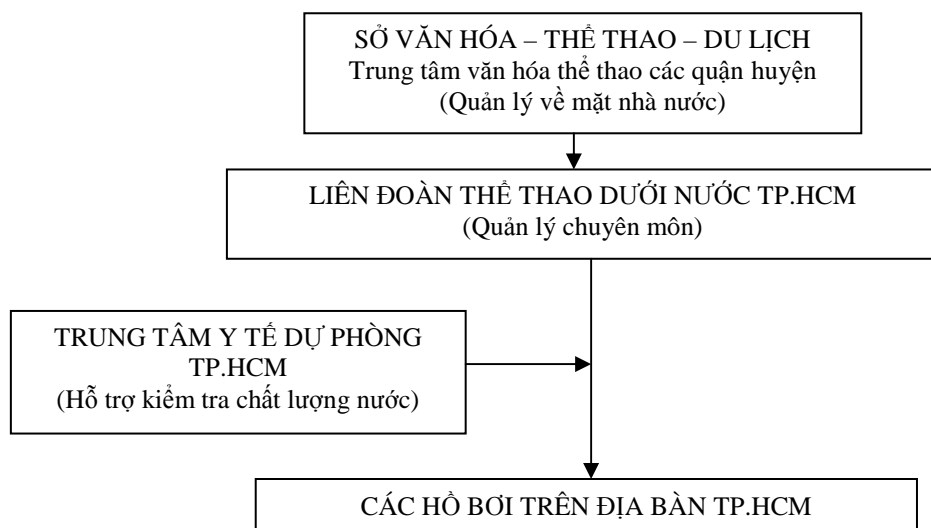 SỞ VĂN HÓA – THỂ THAO – DU LỊCH
Trung tâm văn hóa thể thao các quận huyện
(Quản lý về mặt nhà nước)
LIÊN ĐOÀN THỂ THAO DƯỚI NƯỚC TP.HCM
(Quản lý chuyên môn)
TRUNG TÂM Y TẾ DỰ PHÒNG
TP.HCM
(Hỗ trợ kiểm tra chất lượng nước)
CÁC HỒ BƠI TRÊN ĐỊA BÀN TP.HCM